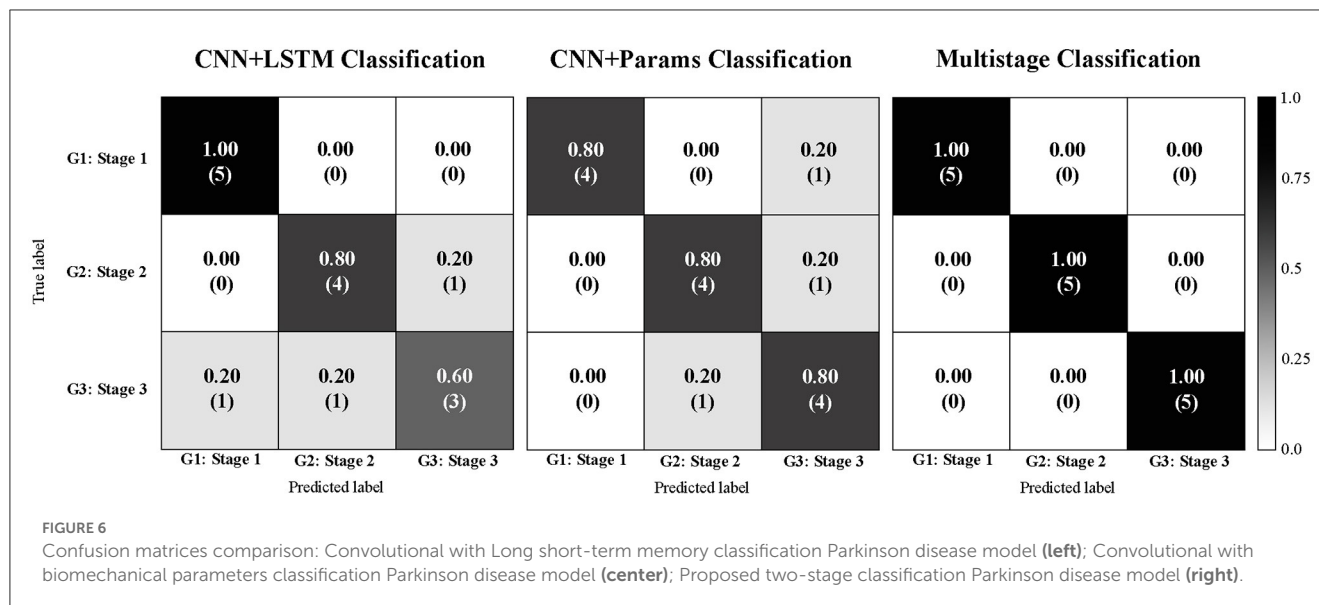 CNN+LSTM Classification
CNN+Params Classification
Multistage Classification
True label
G1: Stage 1
1.00 0.00 0.00
(5) (0) (0)
0.80 0.00 0.20
(4) (0) (1)
1.00 0.00 0.00
(5) (0) (0)
G2: Stage 2
0.00 0.80 0.20
(0) (4) (1)
0.00 0.80 0.20
(0) (4) (1)
0.00 1.00 0.00
(0) (5) (0)
G3: Stage 3
0.20 0.20 0.60
(1) (1) (3)
0.00 0.20 0.80
(0) (1) (4)
0.00 0.00 1.00
(0) (0) (5)
1.0
0.75
0.5
0.25
0.0
G1: Stage 1 G2: Stage 2 G3: Stage 3
Predicted label
G1: Stage 1 G2: Stage 2 G3: Stage 3
Predicted label
G1: Stage 1 G2: Stage 2 G3: Stage 3
Predicted label
FIGURE 6
Confusion matrices comparison: Convolutional with Long short-term memory classification Parkinson disease model (left); Convolutional with
biomechanical parameters classification Parkinson disease model (center); Proposed two-stage classification Parkinson disease model (right).